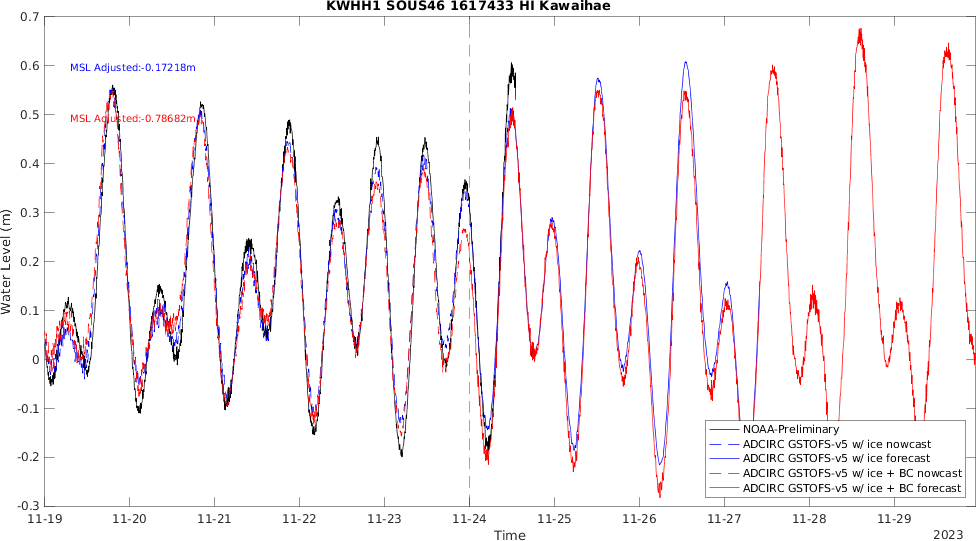 KWHH1 SOUS46 1617433 HI Kawaihae
MSL Adjusted:-0.17218m
MSL Adjusted:-0.78682m
Water Level (m)
0.7
0.6
0.5
0.4
0.3
0.2
0.1
0
-0.1
-0.2
-0.3
NOAA-Preliminary
ADCIRC GSTOFS-v5 w/ ice nowcast
ADCIRC GSTOFS-v5 w/ ice forecast
ADCIRC GSTOFS-v5 w/ ice + BC nowcast
ADCIRC GSTOFS-v5 w/ ice + BC forecast
11-19 11-20 11-21 11-22 11-23 11-24 11-25 11-26 11-27 11-28 11-29
Time
2023